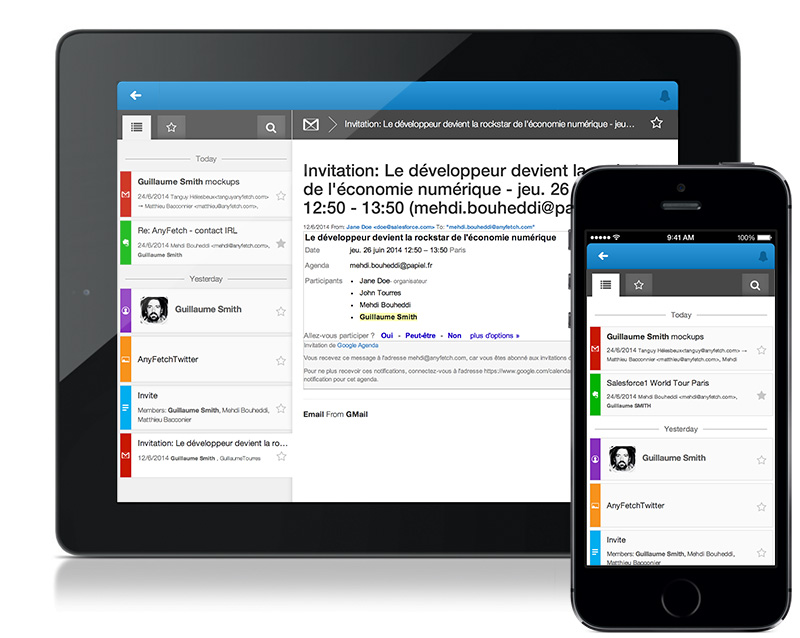 Invitation: Le développeur devient la rockstar de l'économie numérique - jeu...
Today
Guillaume Smith mockups
24/6/2014 Tanguy Hélesbeux<tanguy@anyfetch.com>
→ Matthieu Bacconnier <matthieu@anyfetch.com>,
Re: AnyFetch - contact IRL
24/6/2014 Mehdi Bouheddi <mehdi@anyfetch.com>,
Guillaume Smith
Yesterday
Guillaume Smith
AnyFetchTwitter
Invite
Members: Guillaume Smith, Mehdi Bouheddi,
Matthieu Bacconier
Invitation: Le développeur devient la ro...
12/6/2014 Guillaume Smith , GuillaumeTourres
Invitation: Le développeur devient la
de l'économie numérique - jeu. 26
12:50 - 13:50 (mehdi.bouheddi@pa
12/6/2014 From: Jane Doe <doe@salesforce.com> To: "mehdi.bouheddi@anyfetch.com"
Le développeur devient la rockstar de l'économie numérique
Date jeu. 26 juin 2014 12:50 – 13:50 Paris
Agenda mehdi.bouheddi@papiel.fr
Participants • Jane Doe - organisateur
• John Tourres
• Mehdi Bouheddi
• Guillaume Smith
Allez-vous participer ? Oui - Peut-être - Non plus d'options »
Invitation de Google Agenda
Vous recevez ce message à l'adresse mehdi@anyfetch.com, car vous êtes abonné aux invitations
Pour ne plus recevoir ces notifications, connectez-vous à l'adresse https://www.google.com/calendar
notification pour cet agenda.
Email From GMail
9:41 AM
100%
Today
Guillaume Smith mockups
24/6/2014 Tanguy Hélesbeux<tanguy@anyfetch.com> →
Matthieu Bacconnier <matthieu@anyfetch.com>, Mehdi
Salesforce1 World Tour Paris
24/6/2014 Mehdi Bouheddi <mehdi@anyfetch.com>,
Guillaume SMITH
Yesterday
Guillaume Smith
AnyFetchTwitter
Invite
Members: Guillaume Smith, Mehdi Bouheddi,
Matthieu Bacconier